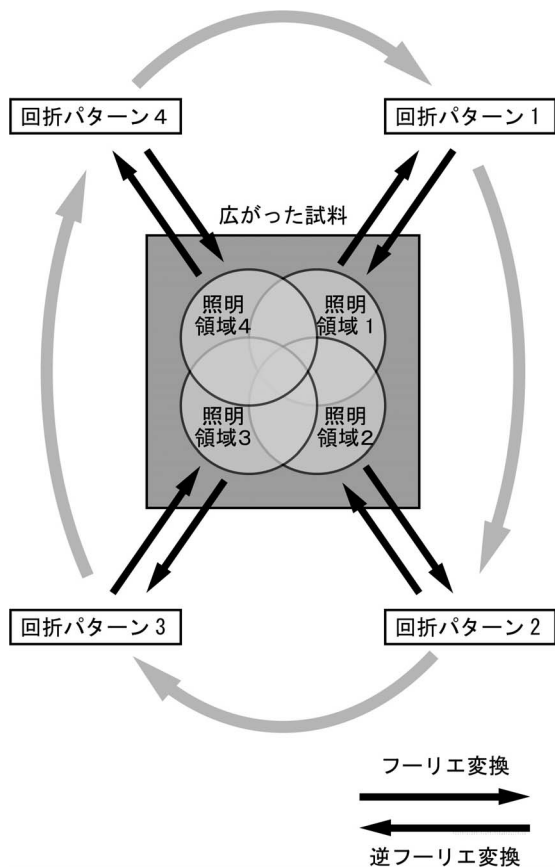 回折パターン４
回折パターン１
広がった試料
照明
領域４
照明
領域１
照明
領域３
照明
領域２
回折パターン３
回折パターン２
フーリエ変換
逆フーリエ変換